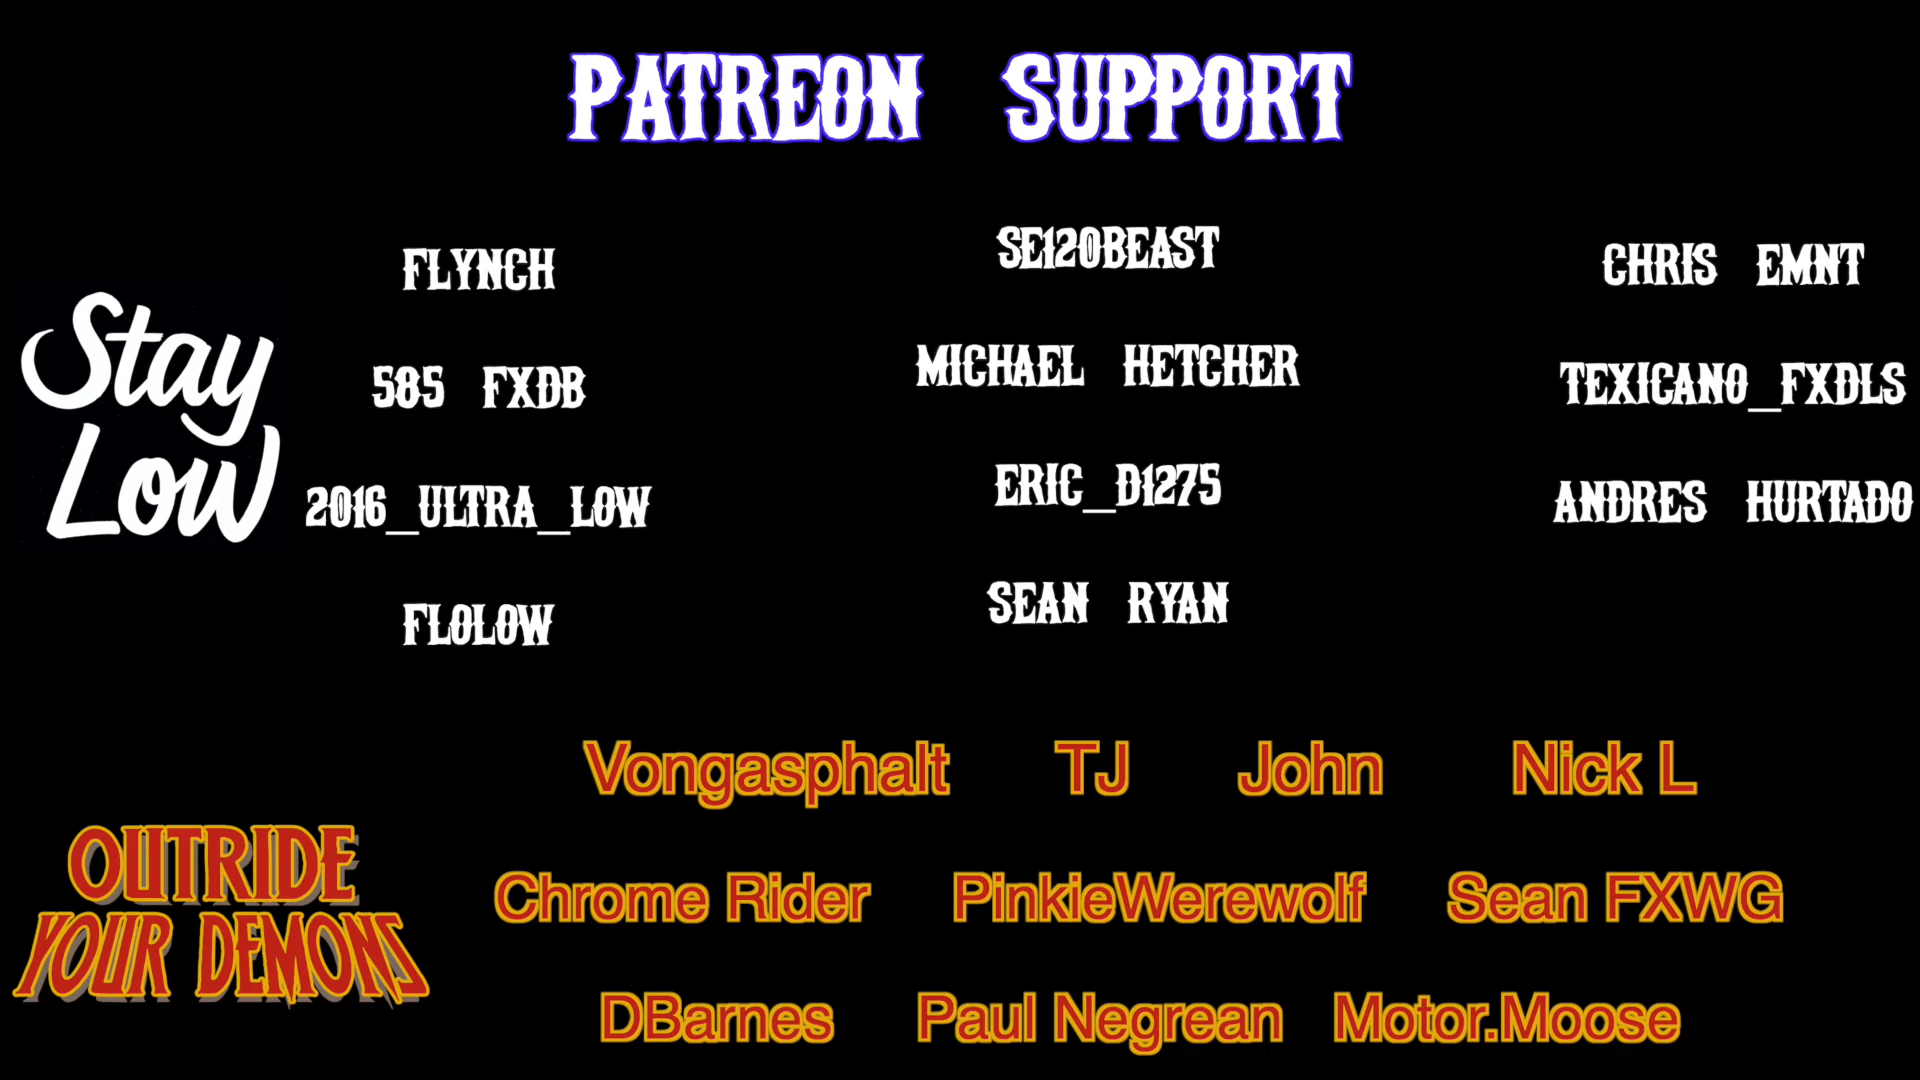 PATREON SUPPORT
Stay
Low
FLYNCH
585 FXDB
2016_ULTRA_LOW
FLOLOW
SE120BEAST
MICHAEL HETCHER
ERIC_D1275
SEAN RYAN
CHRIS EMNT
TEXICANO_FXDLS
ANDRES HURTADO
OUTRIDE
YOUR DEMONS
Vongasphalt TJ John Nick L
Chrome Rider PinkieWerewolf Sean FXWG
DBarnes Paul Negrean Motor.Moose